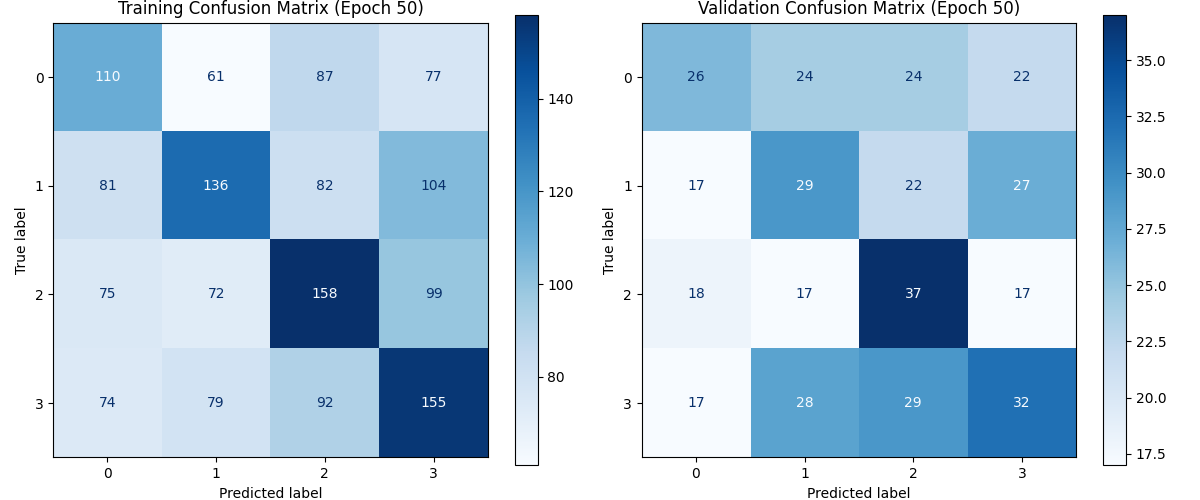 Training Confusion Matrix (Epoch 50)
True label
0 110 61 87 77
1 81 136 82 104
2 75 72 158 99
3 74 79 92 155
0 1 2 3
Predicted label
140
120
100
80
Validation Confusion Matrix (Epoch 50)
True label
0 26 24 24 22
1 17 29 22 27
2 18 17 37 17
3 17 28 29 32
0 1 2 3
Predicted label
35.0
32.5
30.0
27.5
25.0
22.5
20.0
17.5